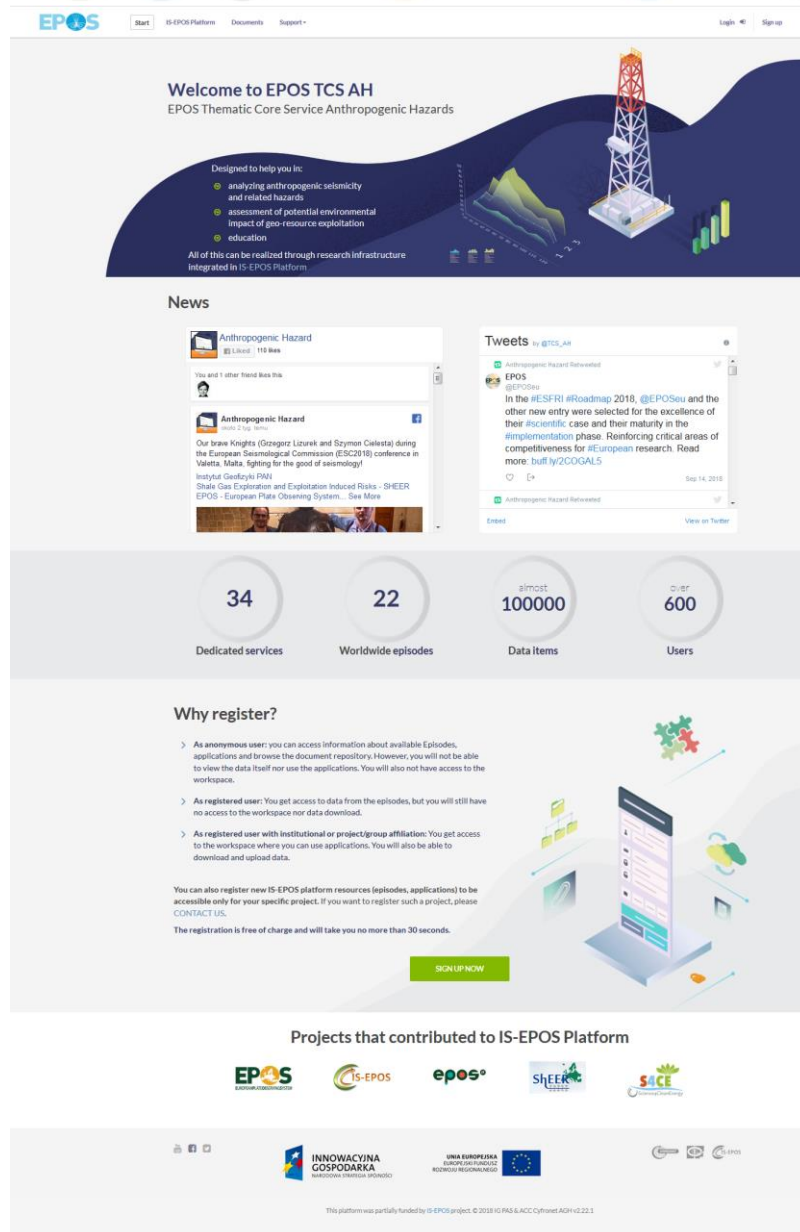 EPOS
Start IS-EPOS Platform Documents Support
Login Sign up
Welcome to EPOS TCS AH
EPOS Thematic Core Service Anthropogenic Hazards
Designed to help you in:
analyzing anthropogenic seismicity
and related hazards
assessment of potential environmental
impact of geo-resource exploitation
education
All of this can be realized through research infrastructure
integrated in IS-EPOS Platform
1 2 3
News
Anthropogenic Hazard
Liked 110 likes
You and 1 other friend likes this
Anthropogenic Hazard
około 2 tyg. temu
Our brave Knights (Grzegorz Lizurek and Szymon Cielesta) during
the European Seismological Commission (ESC2018) conference in
Valetta, Malta, fighting for the good of seismology!
Instytut Geofizyki PAN
Shale Gas Exploration and Exploitation Induced Risks - SHEER
EPOS - European Plate Observing System... See More
Tweets by @TCS_AH
Anthropogenic Hazard Retweeted
EPOS
@EPOSeu
In the #ESFRI #Roadmap 2018, @EPOSeu and the
other new entry were selected for the excellence of
their #scientific case and their maturity in the
#implementation phase. Reinforcing critical areas of
competitiveness for #European research. Read
more: buff.ly/2COGAL5
Sep 14, 2018
Anthropogenic Hazard Retweeted
Embed View on Twitter
34
Dedicated services
22
Worldwide episodes
almost
100000
Data items
over
600
Users
Why register?
As anonymous user: you can access information about available Episodes,
applications and browse the document repository. However, you will not be able
to view the data itself nor use the applications. You will also not have access to the
workspace.
As registered user: You get access to data from the episodes, but you will still have
no access to the workspace nor data download.
As registered user with institutional or project/group affiliation: You get access
to the workspace where you can use applications. You will also be able to
download and upload data.
You can also register new IS-EPOS platform resources (episodes, applications) to be
accessible only for your specific project. If you want to register such a project, please
CONTACT US.
The registration is free of charge and will take you no more than 30 seconds.
SIGN UP NOW
Projects that contributed to IS-EPOS Platform
EPOS
EUROPEAN PLATE OBSERVING SYSTEM
IS-EPOS
epos
ShEER
S4CE
Science4CleanEnergy
INNOWACYJNA
GOSPODARKA
NARODOWA STRATEGIA SPÓJNOŚCI
UNIA EUROPEJSKA
EUROPEJSKI FUNDUSZ
ROZWOJU REGIONALNEGO
IS-EPOS
This platform was partially funded by IS-EPOS project. © 2018 IG PAS & ACC Cyfronet AGH v2.22.1